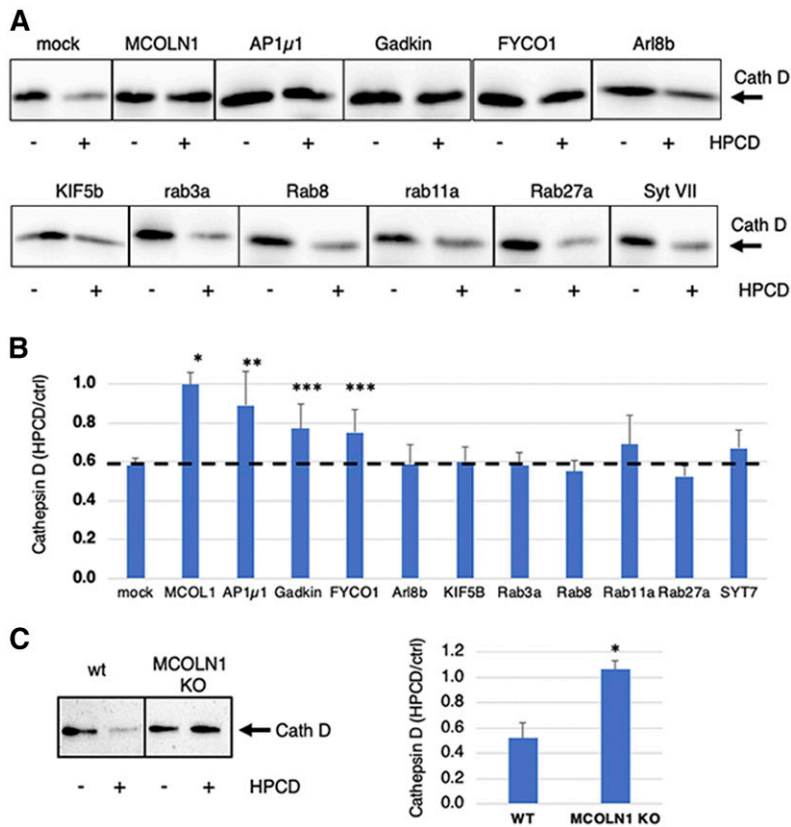 A
mock MCOLN1 AP1µ1 Gadkin FYCO1 Arl8b
Cath D
- + - + - + - + - + - + HPCD
KIF5b rab3a Rab8 rab11a Rab27a Syt VII
Cath D
- + - + - + - + - + - + HPCD
B
Cathepsin D (HPCD/ctrl)
1.0
0.8
0.6
0.4
0.2
0.0
* ** *** ***
mock MCOL1 AP1µ1 Gadkin FYCO1 Arl8b KIF5B Rab3a Rab8 Rab11a Rab27a SYT7
C
wt MCOLN1
KO
Cath D
- + - + HPCD
Cathepsin D (HPCD/ctrl)
1.2
1.0
0.8
0.6
0.4
0.2
0.0
*
WT MCOLN1 KO